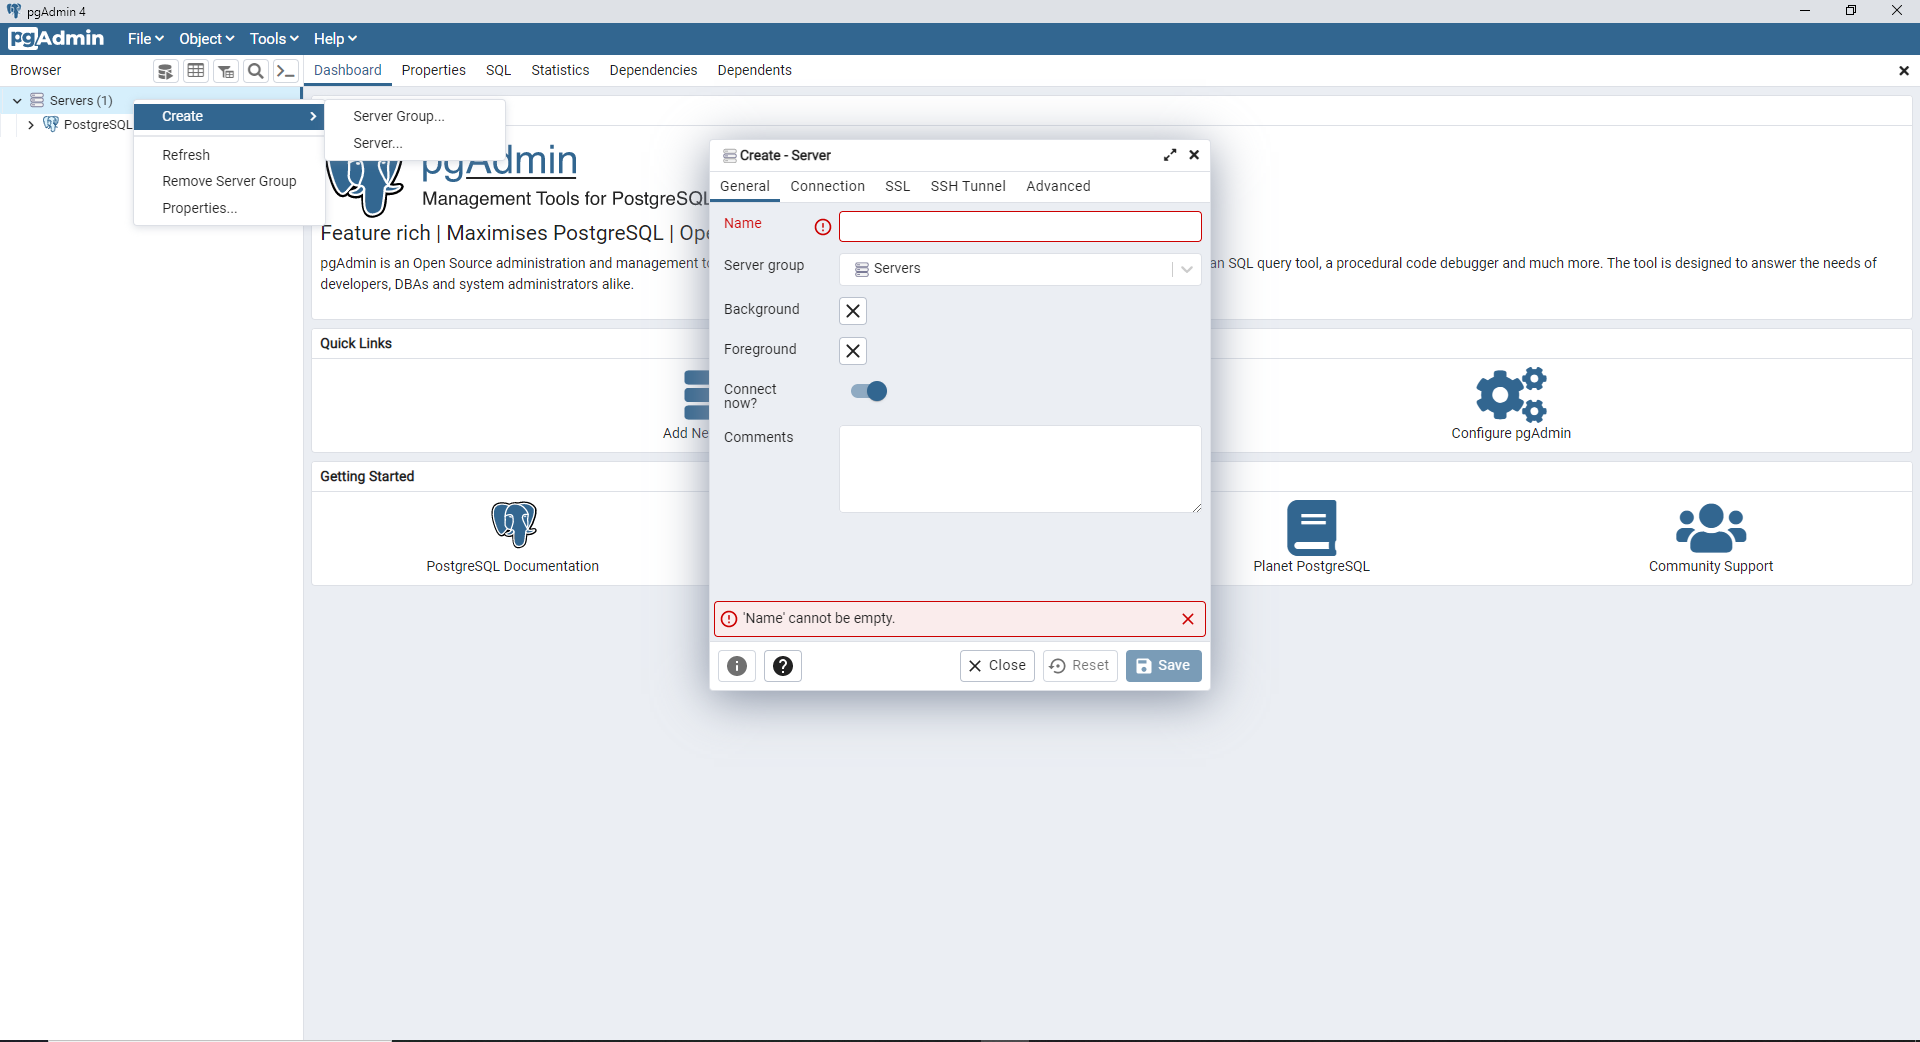 pgAdmin 4
pgAdmin File Object Tools Help
Browser
Dashboard Properties SQL Statistics Dependencies Dependents
Servers (1)
PostgreSQL
Create
Refresh
Remove Server Group
Properties...
Server Group...
Server...
pgAdmin
Management Tools for PostgreSQL
Feature rich | Maximises PostgreSQL | Ope
pgAdmin is an Open Source administration and management
an SQL query tool, a procedural code debugger and much more. The tool is designed to answer the needs of
developers, DBAs and system administrators alike.
Quick Links
Add Ne
Configure pgAdmin
Getting Started
PostgreSQL Documentation
Planet PostgreSQL
Community Support
Create - Server
General Connection SSL SSH Tunnel Advanced
Name
Server group
Servers
Background
Foreground
Connect
now?
Comments
'Name' cannot be empty.
Close Reset Save